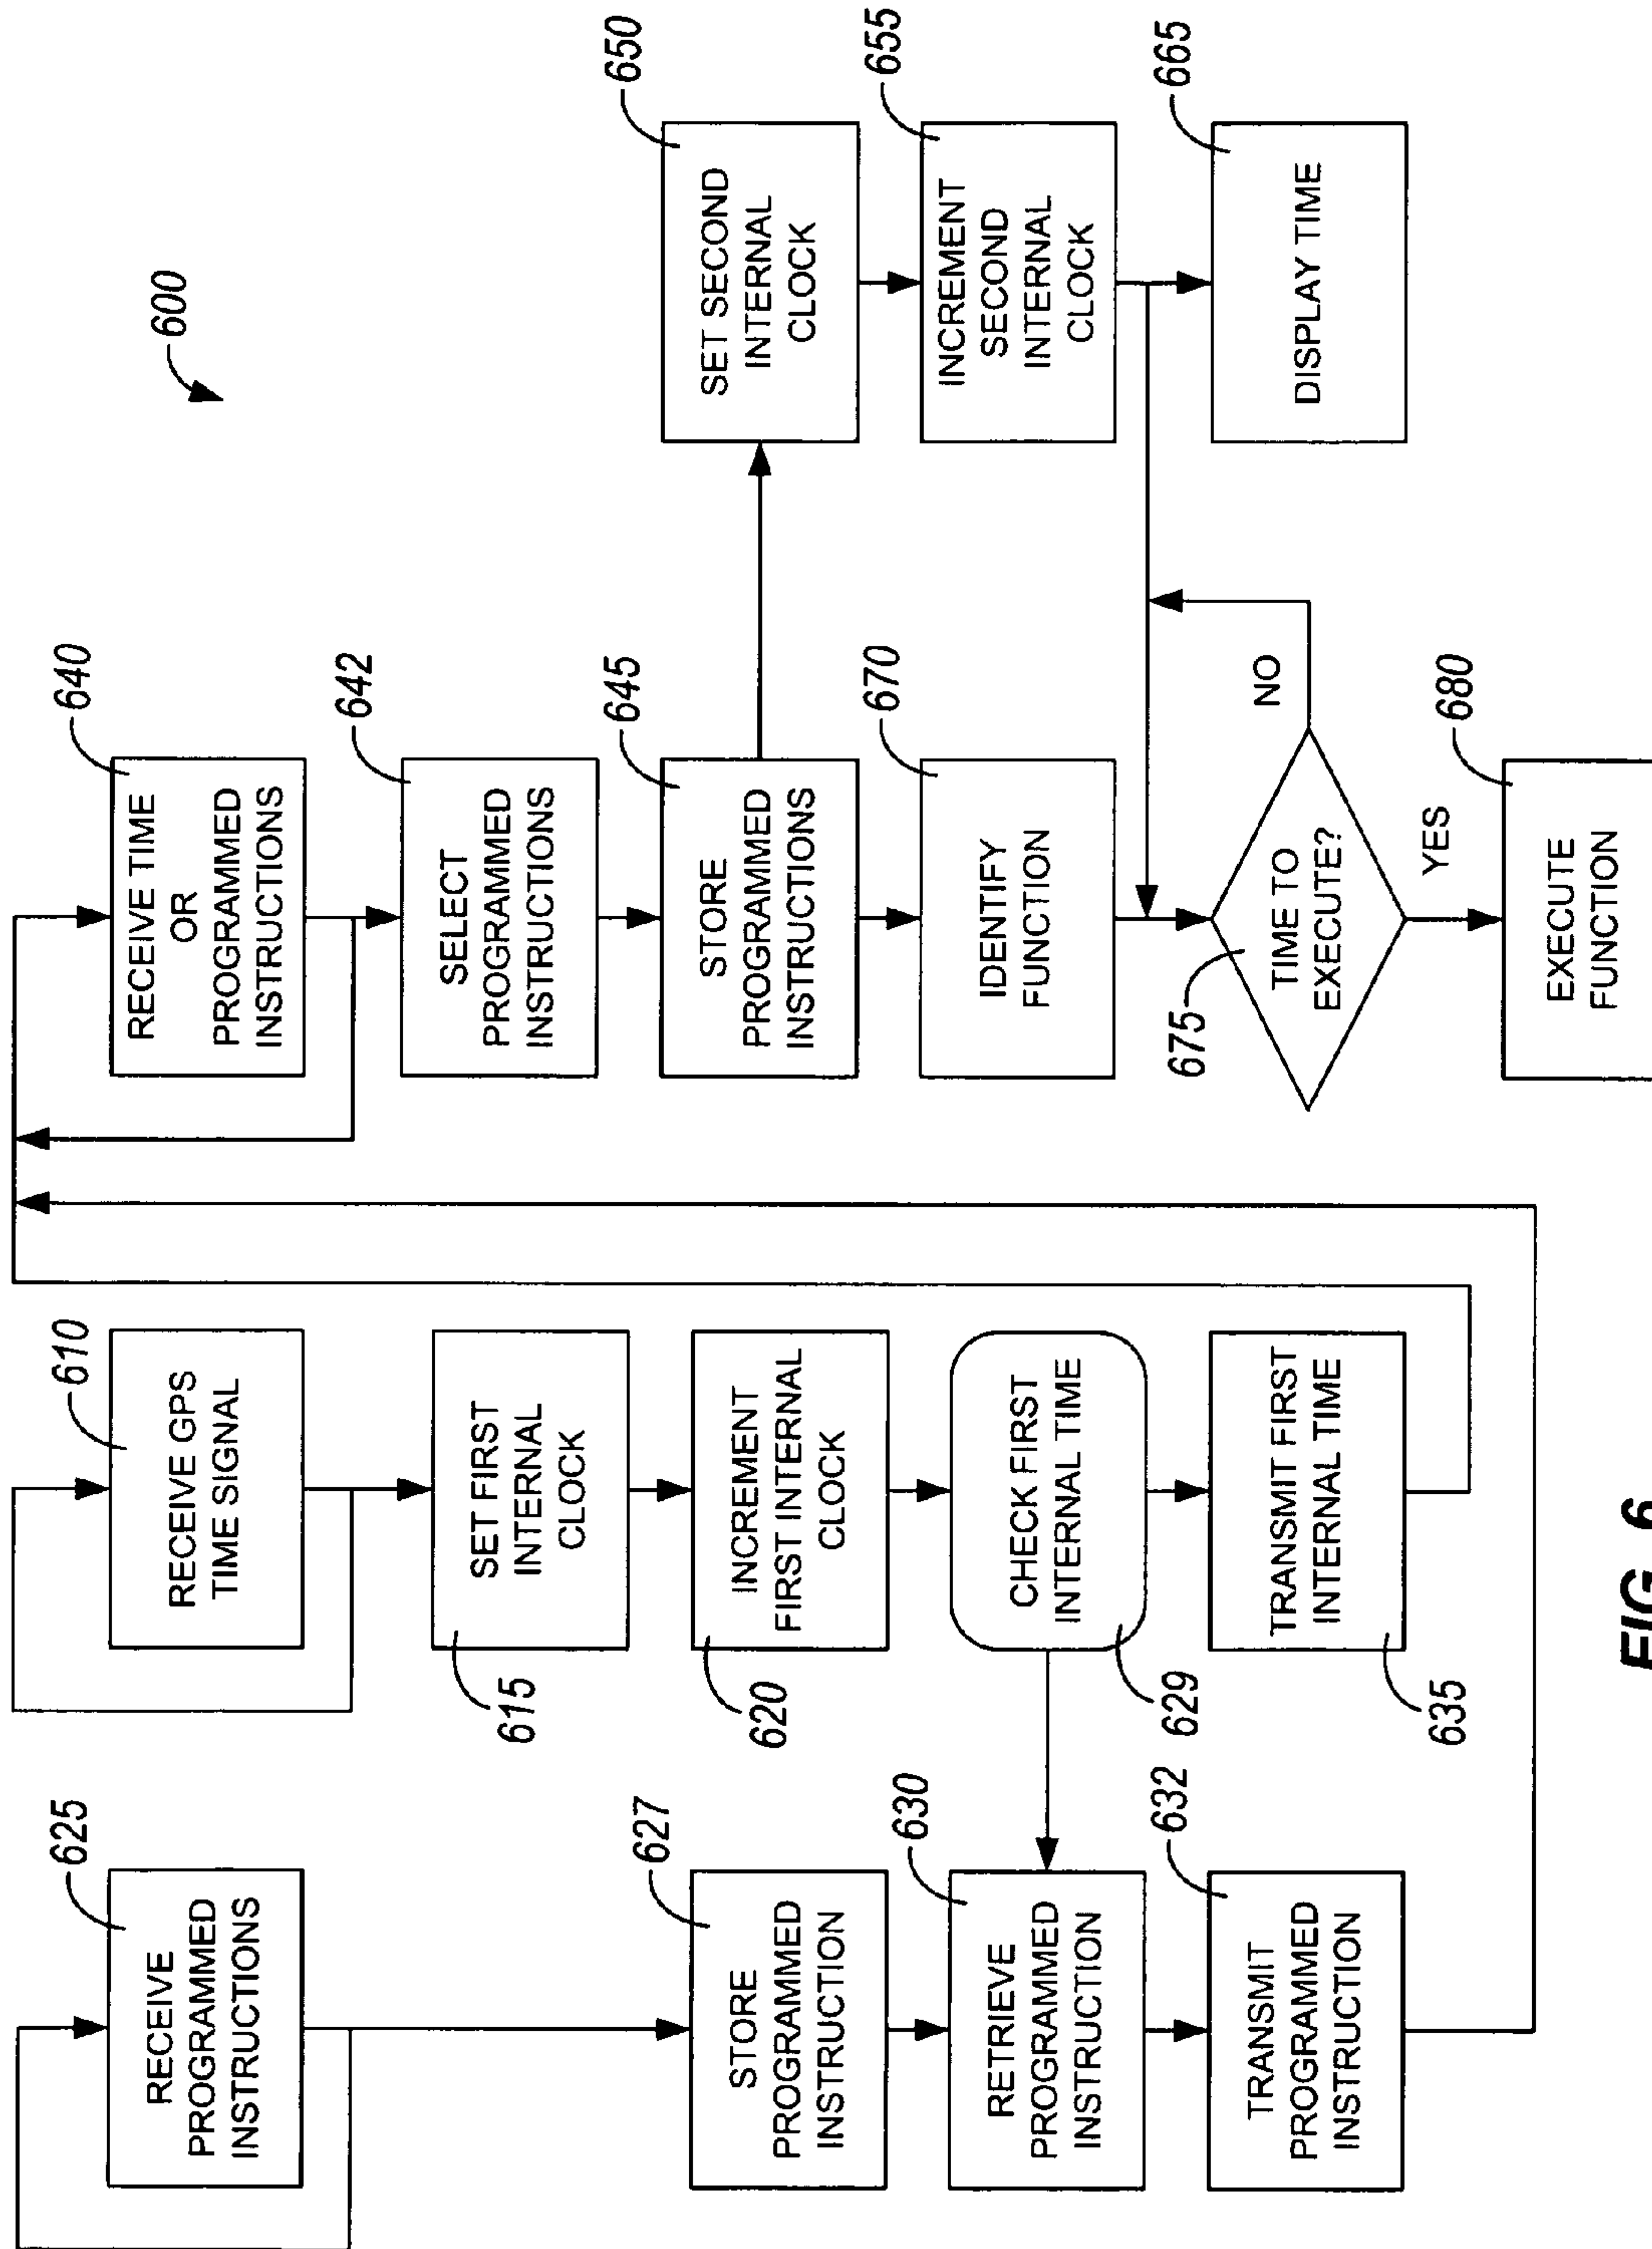 600
625
RECEIVE
PROGRAMMED
INSTRUCTIONS
627
STORE
PROGRAMMED
INSTRUCTION
630
RETRIEVE
PROGRAMMED
INSTRUCTION
632
TRANSMIT
PROGRAMMED
INSTRUCTION
610
RECEIVE GPS
TIME SIGNAL
SET FIRST
INTERNAL
CLOCK
615
INCREMENT
FIRST INTERNAL
CLOCK
620
CHECK FIRST
INTERNAL TIME
629
TRANSMIT FIRST
INTERNAL TIME
635
640
RECEIVE TIME
OR
PROGRAMMED
INSTRUCTIONS
642
SELECT
PROGRAMMED
INSTRUCTIONS
645
STORE
PROGRAMMED
INSTRUCTIONS
670
IDENTIFY
FUNCTION
675
TIME TO
EXECUTE?
NO
YES
680
EXECUTE
FUNCTION
650
SET SECOND
INTERNAL
CLOCK
655
INCREMENT
SECOND
INTERNAL
CLOCK
665
DISPLAY TIME
FIG. 6